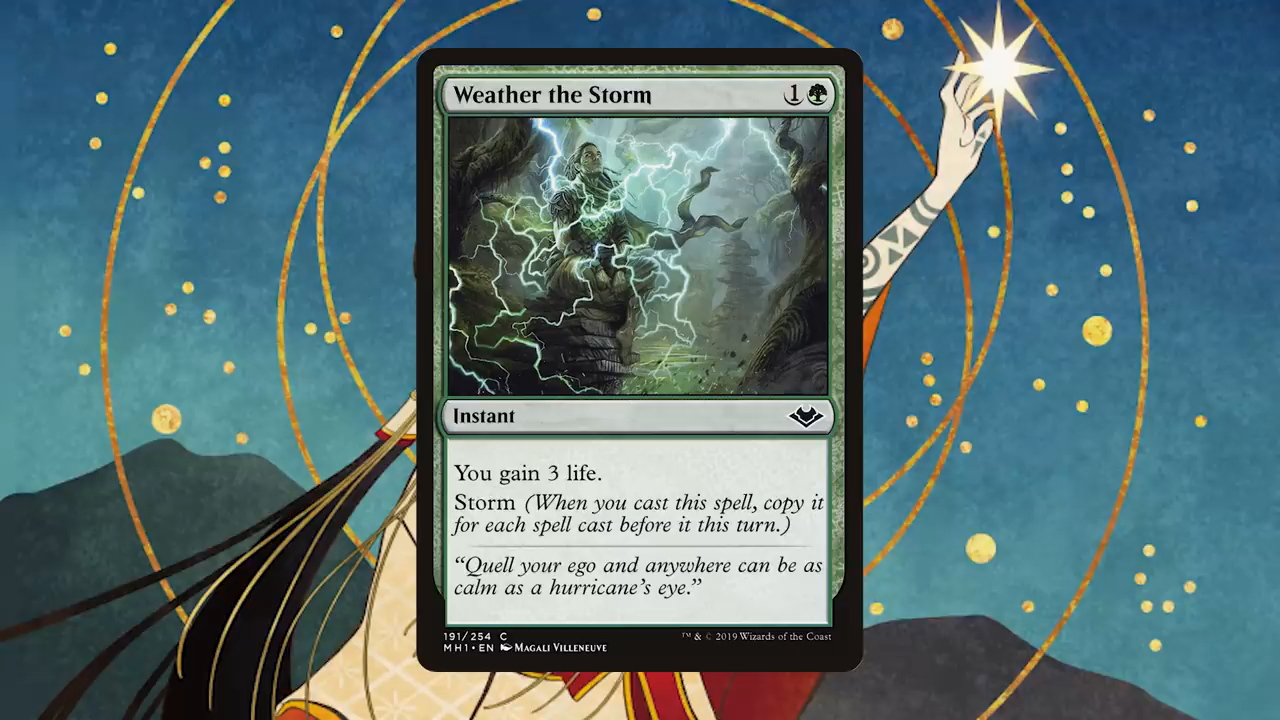 Weather the Storm 1
Instant
You gain 3 life.
Storm (When you cast this spell, copy it
for each spell cast before it this turn.)
“Quell your ego and anywhere can be as
calm as a hurricane’s eye.”
191/254 C
™ & © 2019 Wizards of the Coast
MH1 • EN Magali Villeneuve